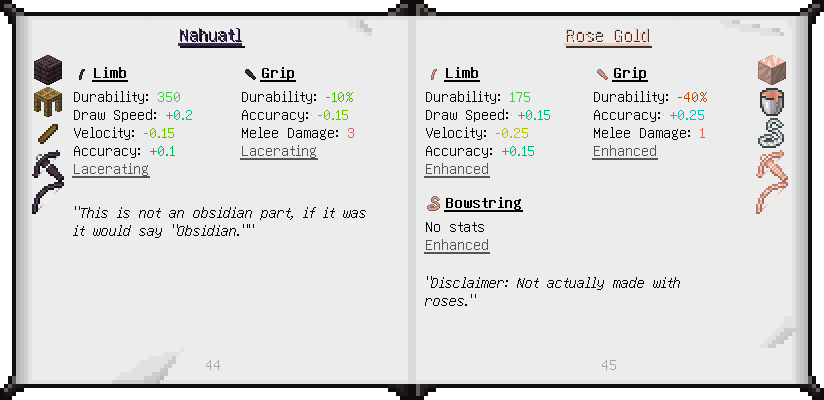 Nahuatl
Limb
Durability: 350
Draw Speed: +0.2
Velocity: -0.15
Accuracy: +0.1
Lacerating
Grip
Durability: -10%
Accuracy: -0.15
Melee Damage: 3
Lacerating
"This is not an obsidian part, if it was
it would say "Obsidian.""
44
Rose Gold
Limb
Durability: 175
Draw Speed: +0.15
Velocity: -0.25
Accuracy: +0.15
Enhanced
Grip
Durability: -40%
Accuracy: +0.25
Melee Damage: 1
Enhanced
Bowstring
No stats
Enhanced
"Disclaimer: Not actually made with
roses."
45